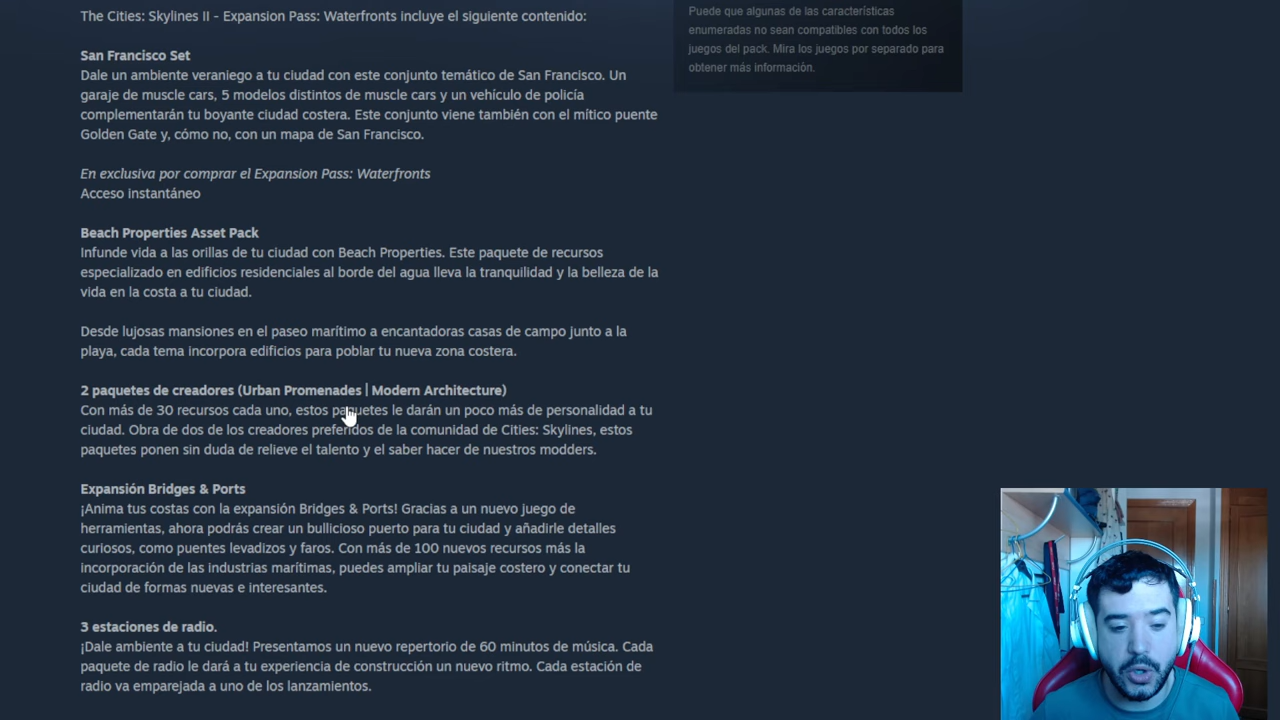 The Cities: Skylines II - Expansion Pass: Waterfronts incluye el siguiente contenido:
San Francisco Set
Dale un ambiente veraniego a tu ciudad con este conjunto temático de San Francisco. Un
garaje de muscle cars, 5 modelos distintos de muscle cars y un vehículo de policía
complementarán tu boyante ciudad costera. Este conjunto viene también con el mítico puente
Golden Gate y, cómo no, con un mapa de San Francisco.
En exclusiva por comprar el Expansion Pass: Waterfronts
Acceso instantáneo
Beach Properties Asset Pack
Infunde vida a las orillas de tu ciudad con Beach Properties. Este paquete de recursos
especializado en edificios residenciales al borde del agua lleva la tranquilidad y la belleza de la
vida en la costa a tu ciudad.
Desde lujosas mansiones en el paseo marítimo a encantadoras casas de campo junto a la
playa, cada tema incorpora edificios para poblar tu nueva zona costera.
2 paquetes de creadores (Urban Promenades | Modern Architecture)
Con más de 30 recursos cada uno, estos paquetes le darán un poco más de personalidad a tu
ciudad. Obra de dos de los creadores preferidos de la comunidad de Cities: Skylines, estos
paquetes ponen sin duda de relieve el talento y el saber hacer de nuestros modders.
Expansión Bridges & Ports
¡Anima tus costas con la expansión Bridges & Ports! Gracias a un nuevo juego de
herramientas, ahora podrás crear un bullicioso puerto para tu ciudad y añadirle detalles
curiosos, como puentes levadizos y faros. Con más de 100 nuevos recursos más la
incorporación de las industrias marítimas, puedes ampliar tu paisaje costero y conectar tu
ciudad de formas nuevas e interesantes.
3 estaciones de radio.
¡Dale ambiente a tu ciudad! Presentamos un nuevo repertorio de 60 minutos de música. Cada
paquete de radio le dará a tu experiencia de construcción un nuevo ritmo. Cada estación de
radio va emparejada a uno de los lanzamientos.
Puede que algunas de las características
enumeradas no sean compatibles con todos los
juegos del pack. Mira los juegos por separado para
obtener más información.